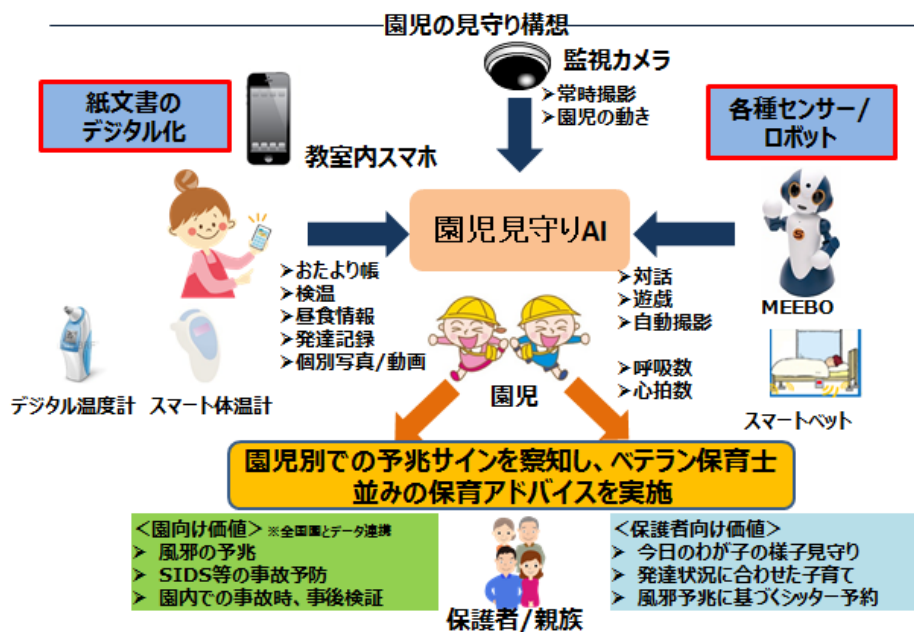 園児の見守り構想
監視カメラ
➢常時撮影
➢園児の動き
紙文書の
デジタル化
教室内スマホ
各種センサー/
ロボット
園児見守りAI
➢おたより帳
➢検温
➢昼食情報
➢発達記録
➢個別写真/動画
➢対話
➢遊戯
➢自動撮影
➢呼吸数
➢心拍数
S
MEEBO
デジタル温度計
スマート体温計
園児
スマートベット
園児別での予兆サインを察知し、ベテラン保育士
並みの保育アドバイスを実施
<園向け価値> ※全国園とデータ連携
➢ 風邪の予兆
➢ SIDS等の事故予防
➢ 園内での事故時、事後検証
保護者/親族
<保護者向け価値>
➢ 今日のわが子の様子見守り
➢ 発達状況に合わせた子育て
➢ 風邪予兆に基づくシッター予約